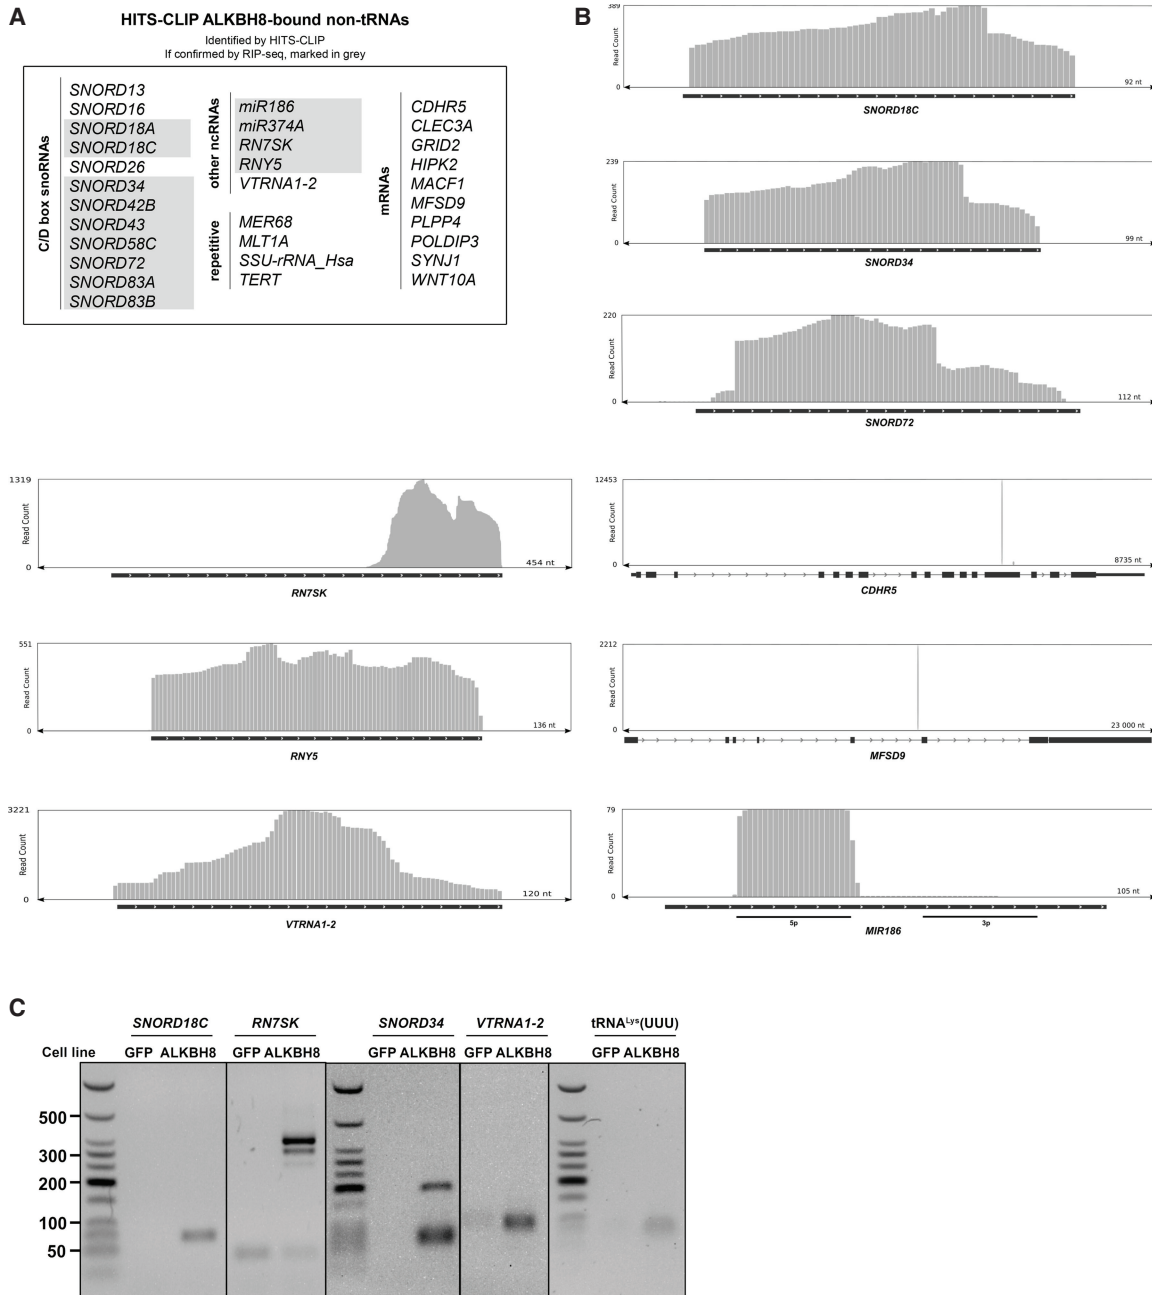 A
HITS-CLIP ALKBH8-bound non-tRNAs
Identified by HITS-CLIP
If confirmed by RIP-seq, marked in grey
C/D box snoRNAs
SNORD13
SNORD16
SNORD18A
SNORD18C
SNORD26
SNORD34
SNORD42B
SNORD43
SNORD58C
SNORD72
SNORD83A
SNORD83B
other ncRNAs
miR186
miR374A
RN7SK
RNY5
VTRNA1-2
repetitive
MER68
MLT1A
SSU-rRNA_Hsa
TERT
mRNAs
CDHR5
CLEC3A
GRID2
HIPK2
MACF1
MFSD9
PLPP4
POLDIP3
SYNJ1
WNT10A
B
389
Read Count
0
92 nt
SNORD18C
239
Read Count
0
99 nt
SNORD34
220
Read Count
0
112 nt
SNORD72
1319
Read Count
0
454 nt
RN7SK
12453
Read Count
0
8735 nt
CDHR5
551
Read Count
0
136 nt
RNY5
2212
Read Count
0
23 000 nt
MFSD9
3221
Read Count
0
120 nt
VTRNA1-2
79
Read Count
0
105 nt
5p
3p
MIR186
C
SNORD18C RN7SK SNORD34 VTRNA1-2 tRNALys(UUU)
Cell line GFP ALKBH8 GFP ALKBH8 GFP ALKBH8 GFP ALKBH8 GFP ALKBH8
500
300
200
100
50